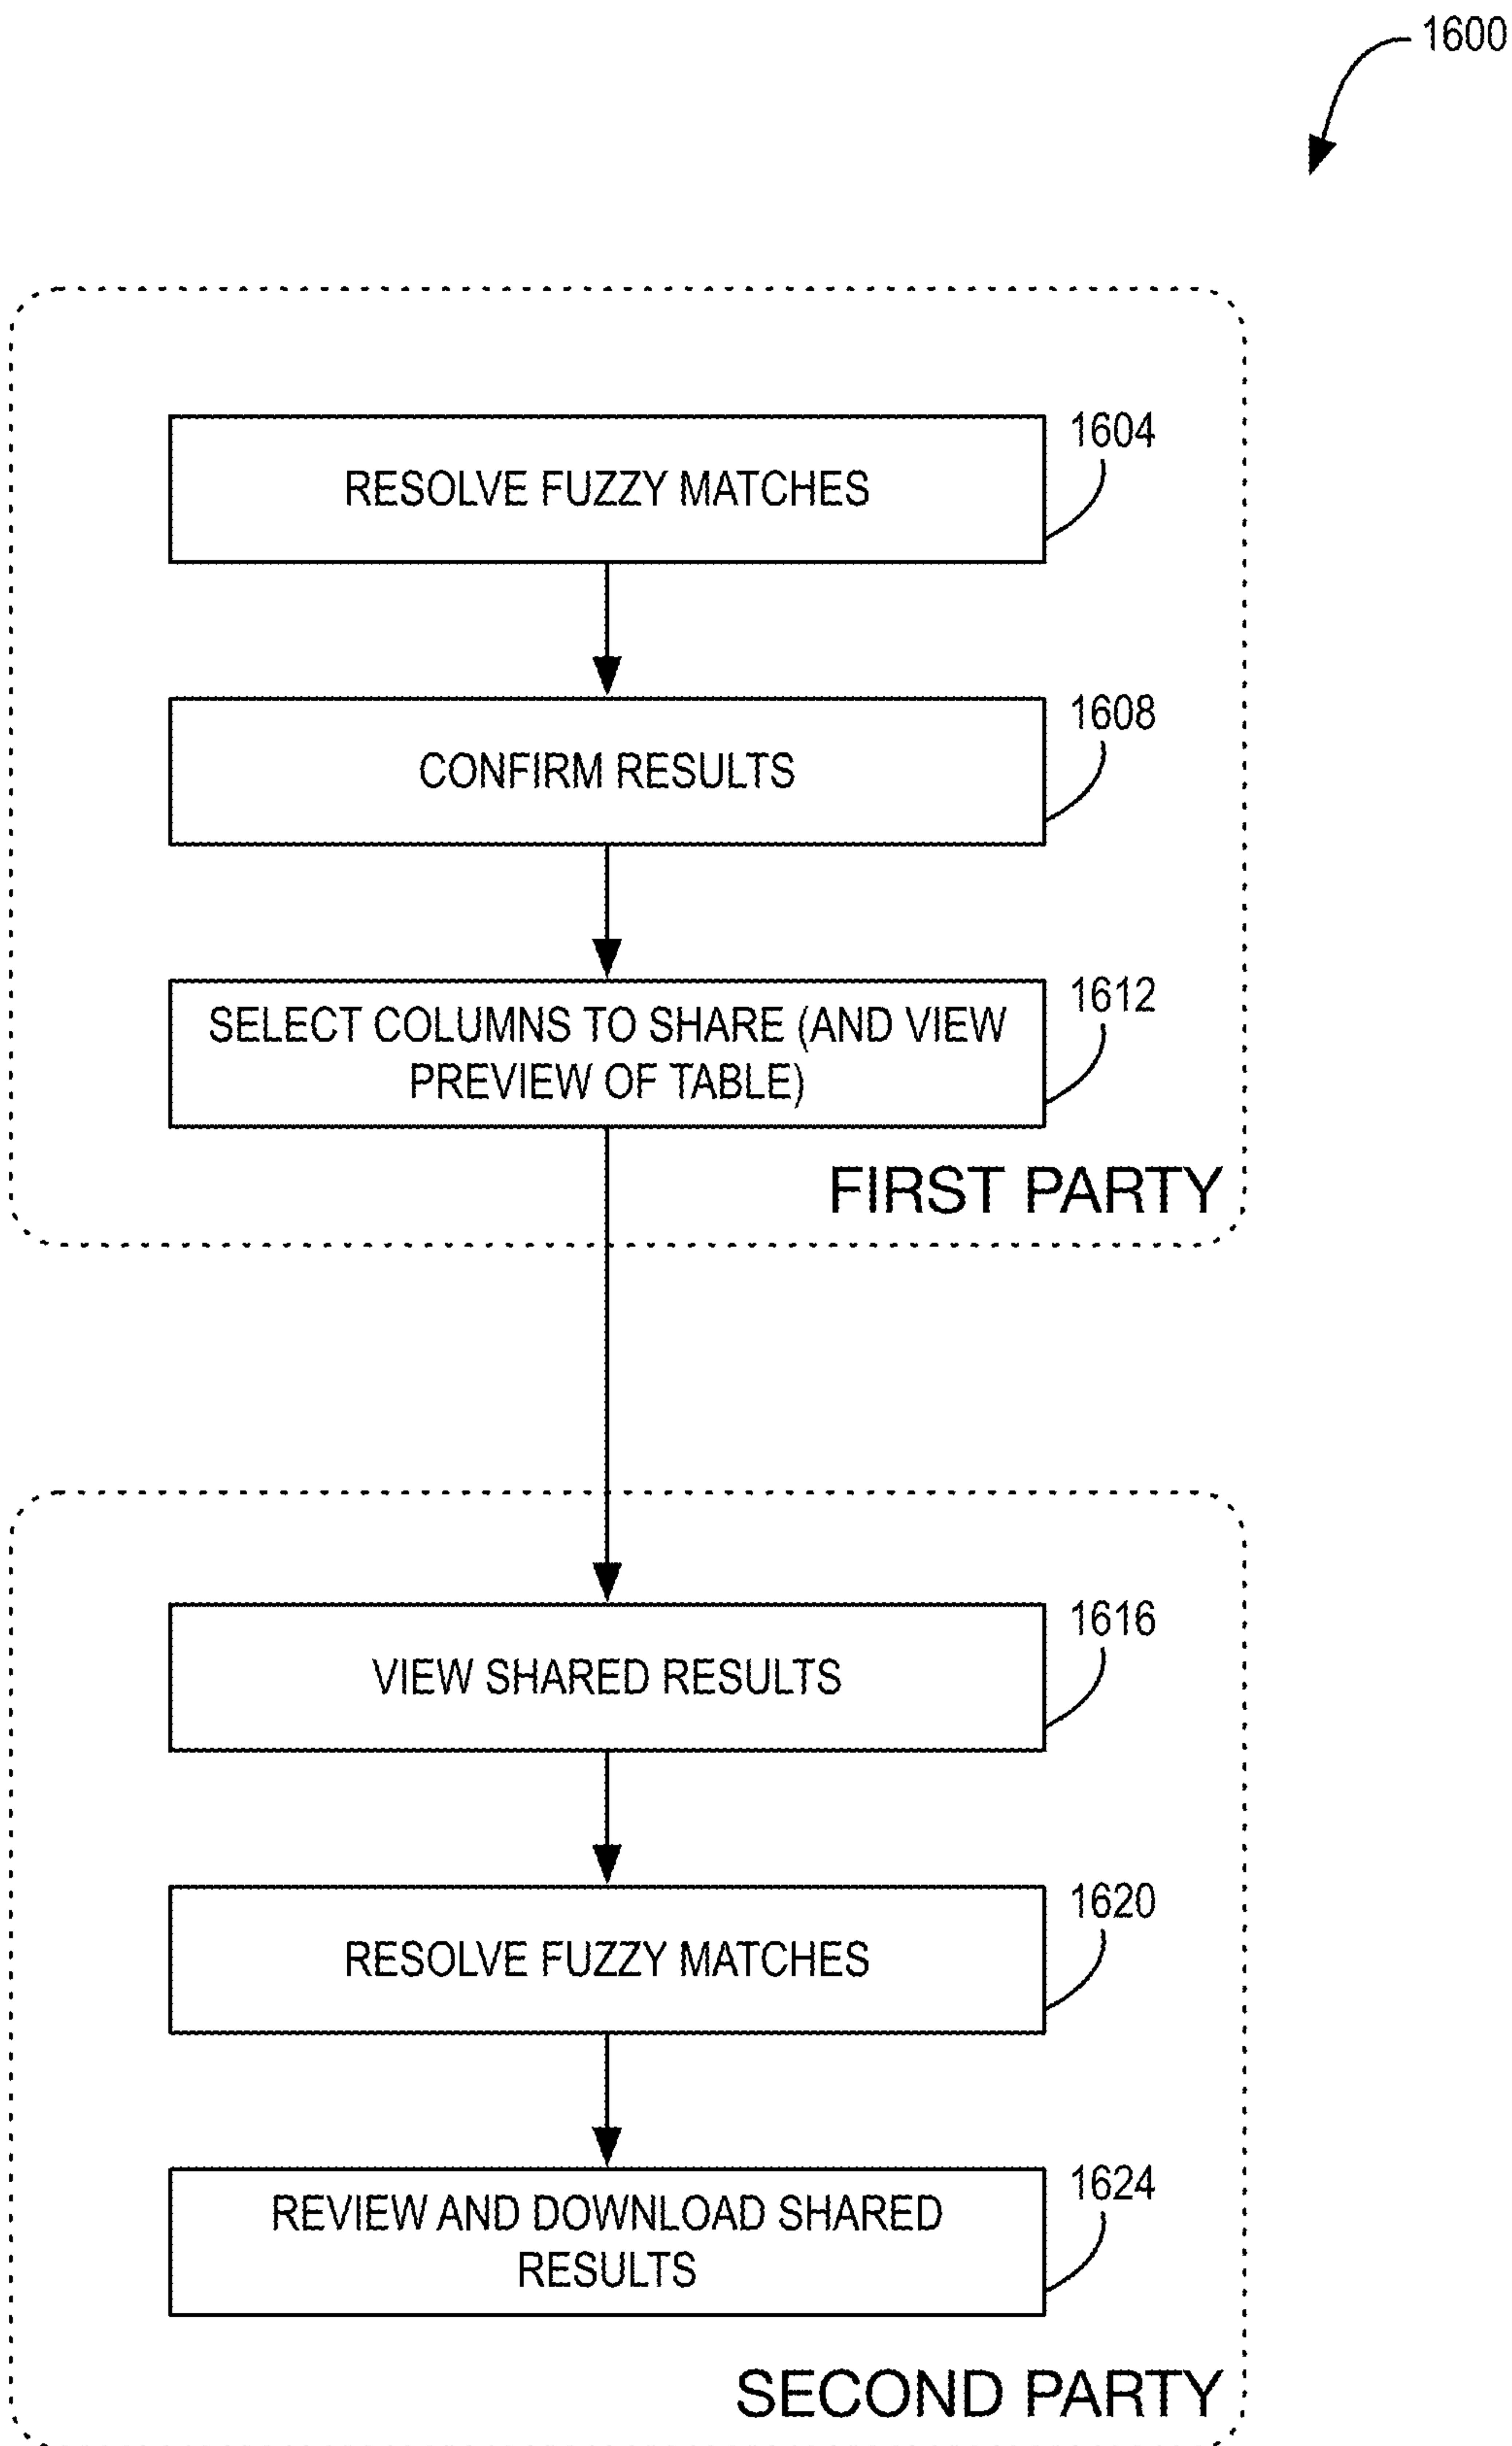 1600
1604
RESOLVE FUZZY MATCHES
1608
CONFIRM RESULTS
1612
SELECT COLUMNS TO SHARE (AND VIEW
PREVIEW OF TABLE)
FIRST PARTY
1616
VIEW SHARED RESULTS
1620
RESOLVE FUZZY MATCHES
1624
REVIEW AND DOWNLOAD SHARED
RESULTS
SECOND PARTY